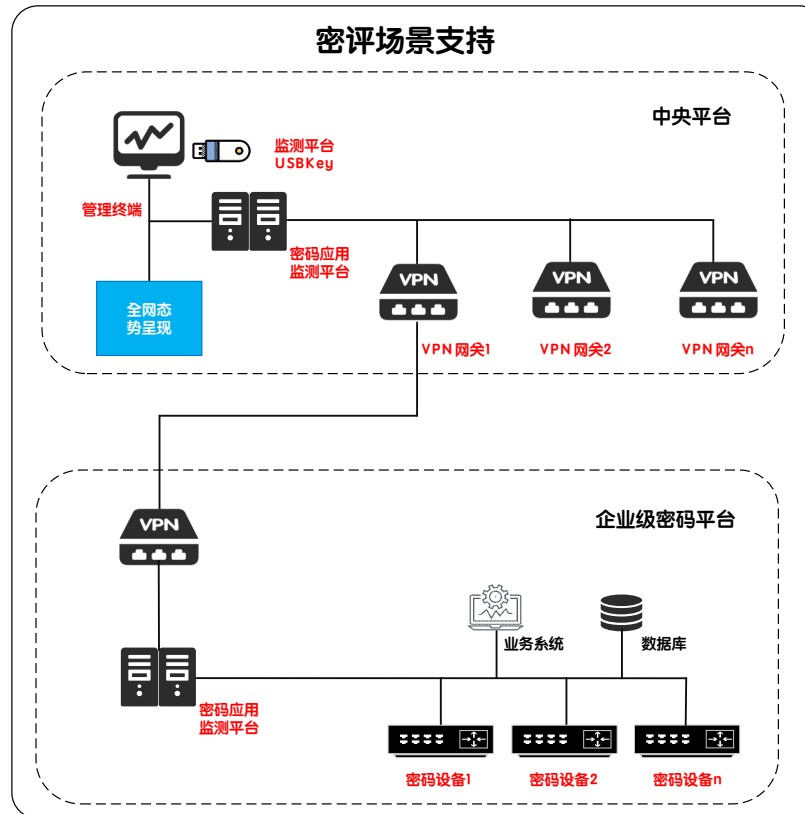 密评场景支持
中央平台
监测平台
USBKey
管理终端
密码应用
监测平台
全网态
势呈现
VPN
VPN
VPN
VPN 网关1
VPN 网关2
VPN 网关n
VPN
企业级密码平台
业务系统
数据库
密码应用
监测平台
密码设备1
密码设备2
密码设备n